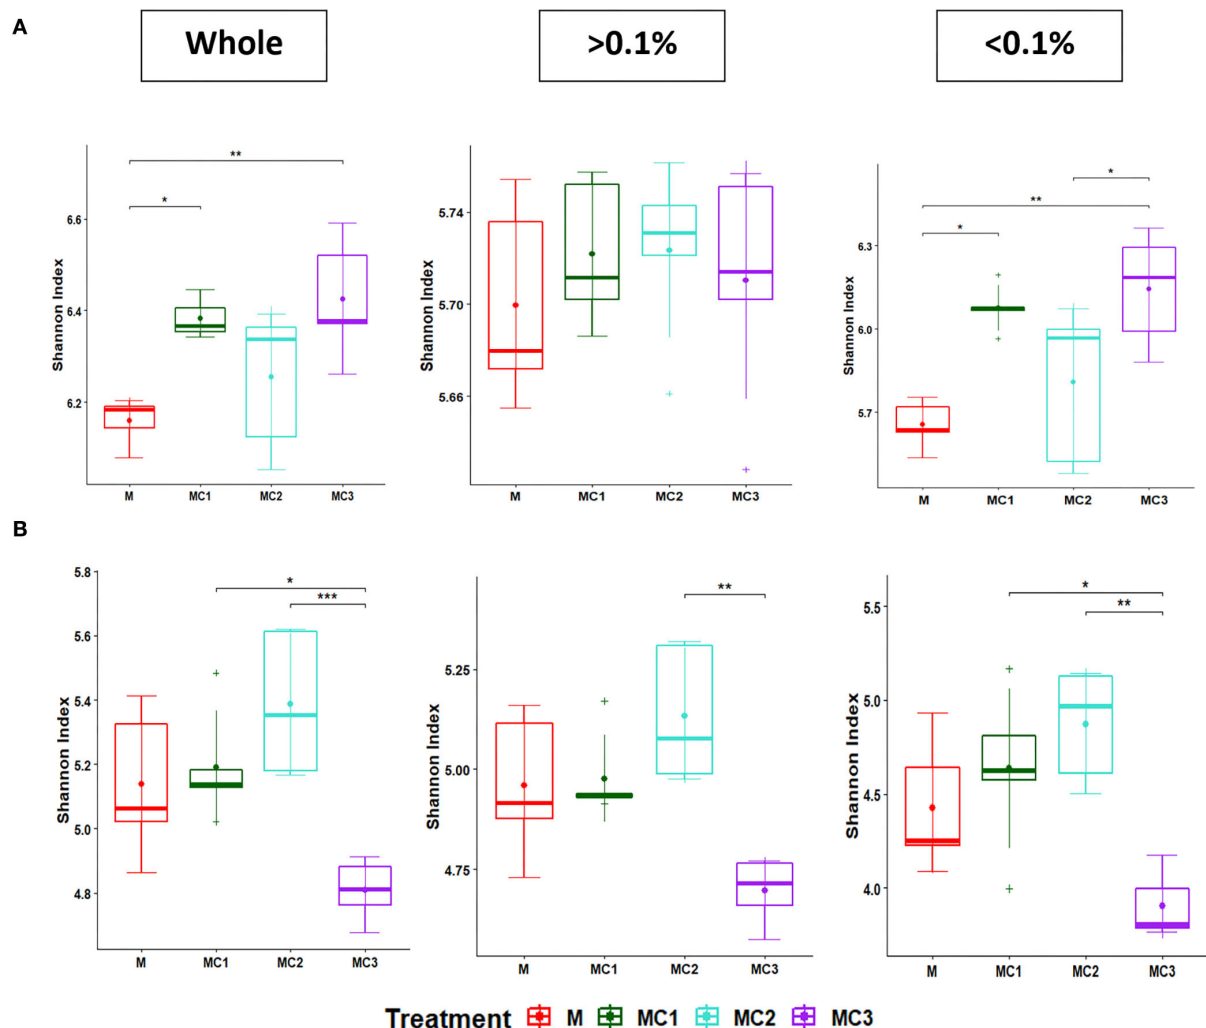 A
Whole >0.1% <0.1%
Shannon Index
6.6
6.4
6.2
** 
*
M MC1 MC2 MC3
Shannon Index
5.74
5.70
5.66
M MC1 MC2 MC3
Shannon Index
6.3
6.0
5.7
*
**
*
M MC1 MC2 MC3
B
Shannon Index
5.8
5.6
5.4
5.2
5.0
4.8
*
***
M MC1 MC2 MC3
Shannon Index
5.25
5.00
4.75
**
M MC1 MC2 MC3
Shannon Index
5.5
5.0
4.5
4.0
*
**
M MC1 MC2 MC3
Treatment M MC1 MC2 MC3